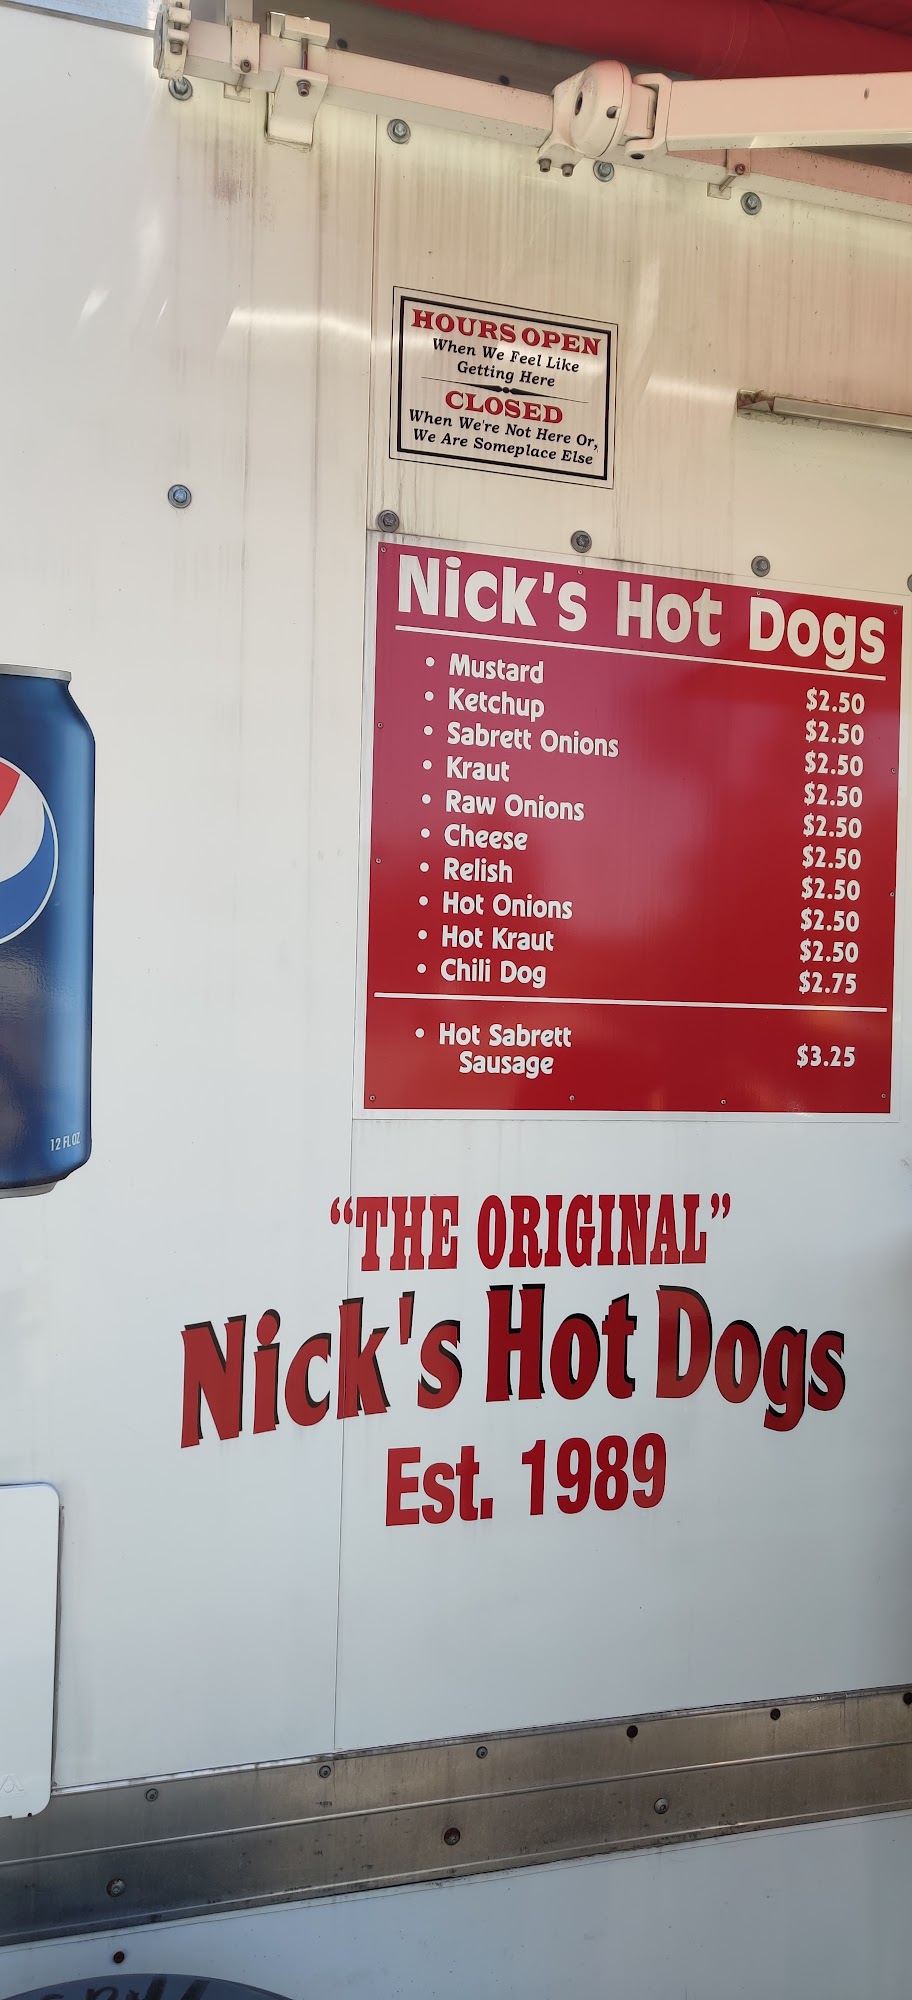 HOURS OPEN
When We Feel Like
Getting Here
CLOSED
When We're Not Here Or,
We Are Someplace Else
Nick's Hot Dogs
• Mustard $2.50
• Ketchup $2.50
• Sabrett Onions $2.50
• Kraut $2.50
• Raw Onions $2.50
• Cheese $2.50
• Relish $2.50
• Hot Onions $2.50
• Hot Kraut $2.50
• Chili Dog $2.75
• Hot Sabrett
Sausage $3.25
12 FL OZ
“THE ORIGINAL”
Nick's Hot Dogs
Est. 1989